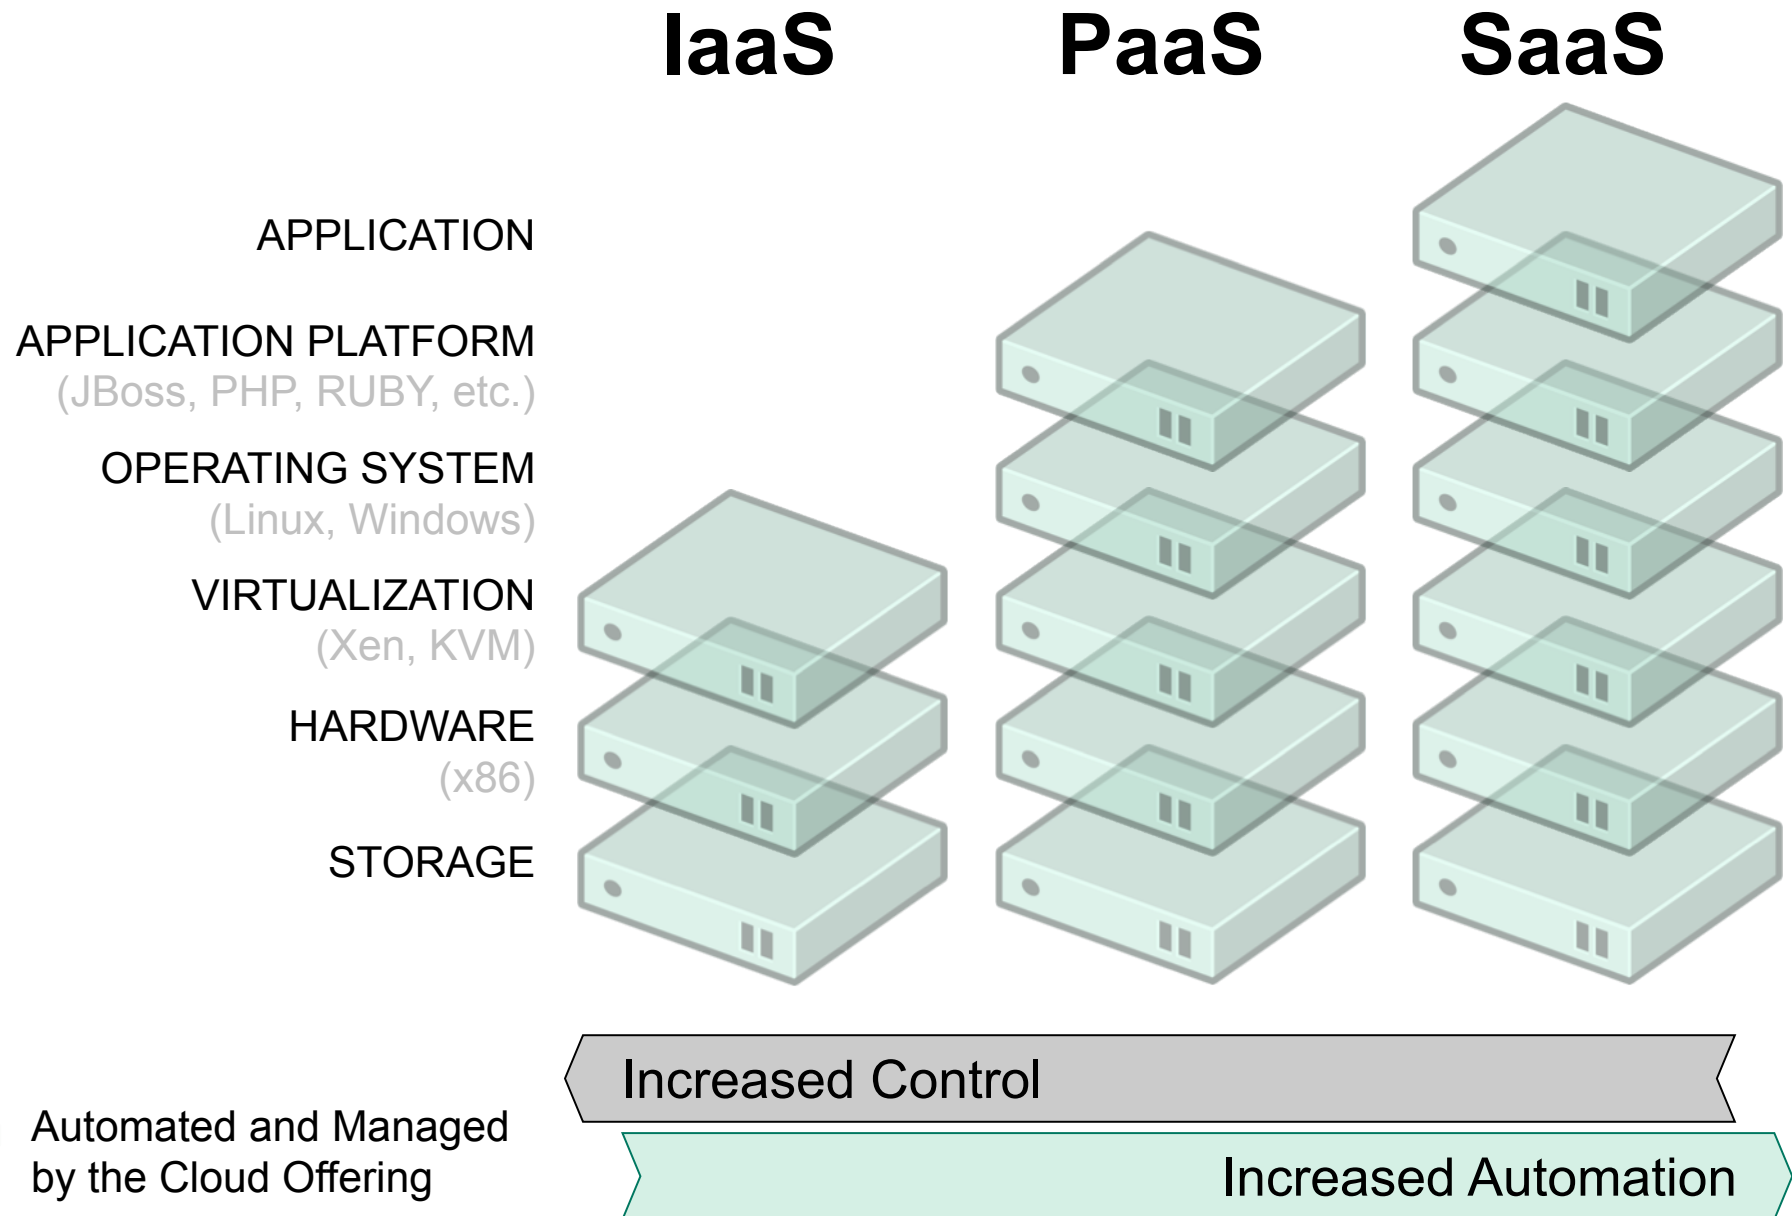 IaaS PaaS SaaS
APPLICATION
APPLICATION PLATFORM
(JBoss, PHP, RUBY, etc.)
OPERATING SYSTEM
(Linux, Windows)
VIRTUALIZATION
(Xen, KVM)
HARDWARE
(x86)
STORAGE
Increased Control
Automated and Managed
by the Cloud Offering
Increased Automation